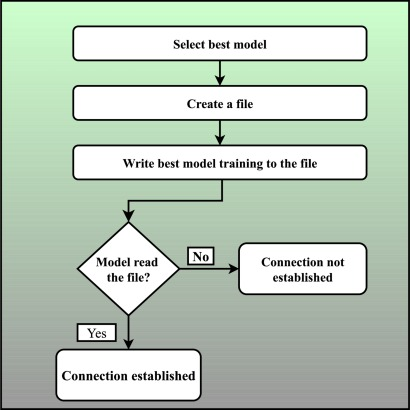 Select best model
Create a file
Write best model training to the file
Model read
the file?
No
Connection not
established
Yes
Connection established